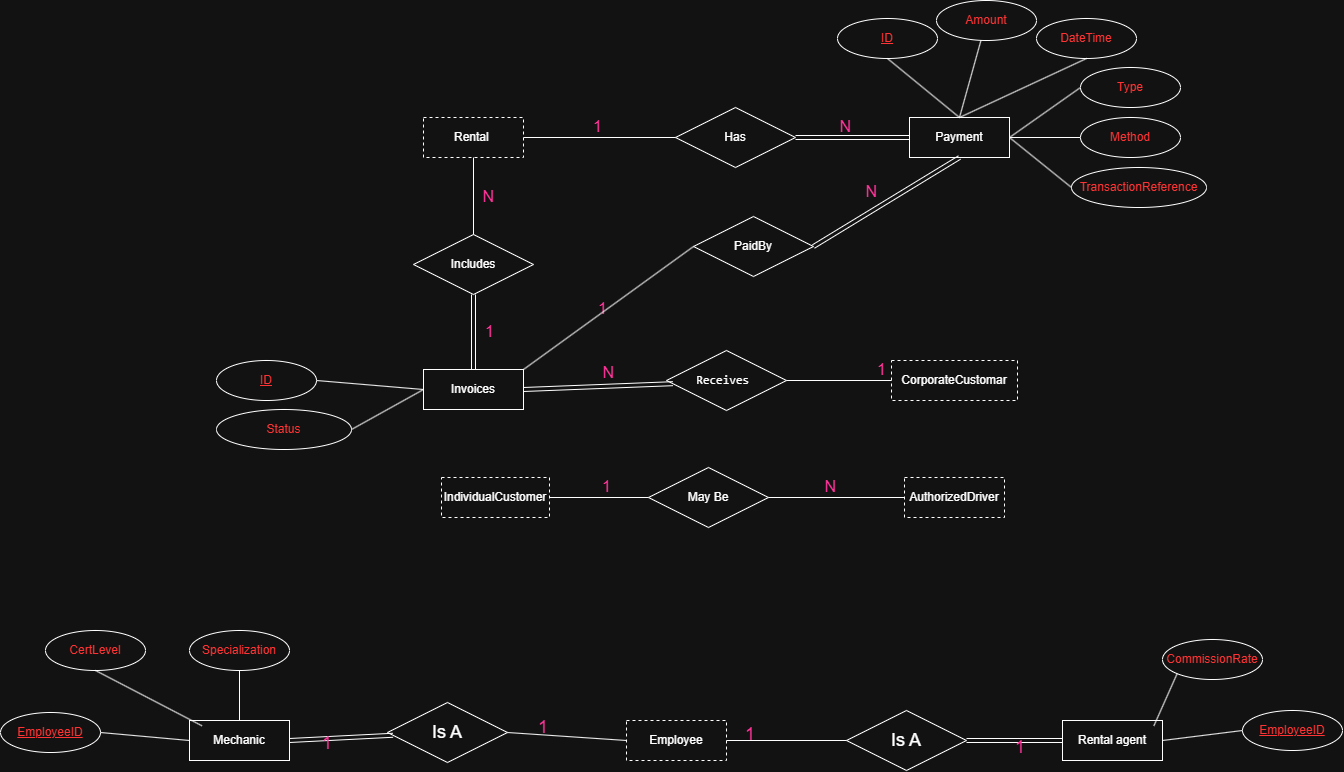 Amount
ID
DateTime
Type
Rental
1
Has
N
Payment
Method
TransactionReference
N
N
PaidBy
Includes
1
1
ID
Invoices
N
Receives
1
CorporateCustomar
Status
IndividualCustomer
1
May Be
N
AuthorizedDriver
CertLevel
Specialization
CommissionRate
EmployeeID
Mechanic
1
Is A
1
Employee
1
Is A
1
Rental agent
EmployeeID